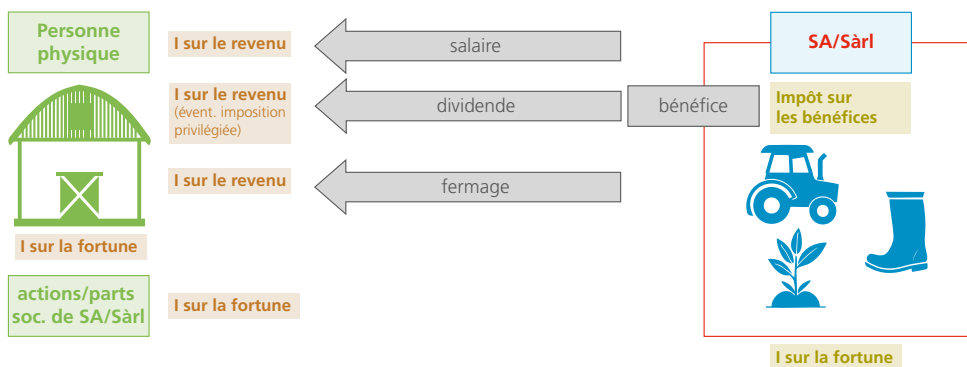 Personne
physique
I sur le revenu
salaire
SA/Sàrl
I sur le revenu
(évent. imposition
privilégiée)
dividende
bénéfice
Impôt sur
les bénéfices
I sur le revenu
fermage
I sur la fortune
actions/parts
soc. de SA/Sàrl
I sur la fortune
I sur la fortune